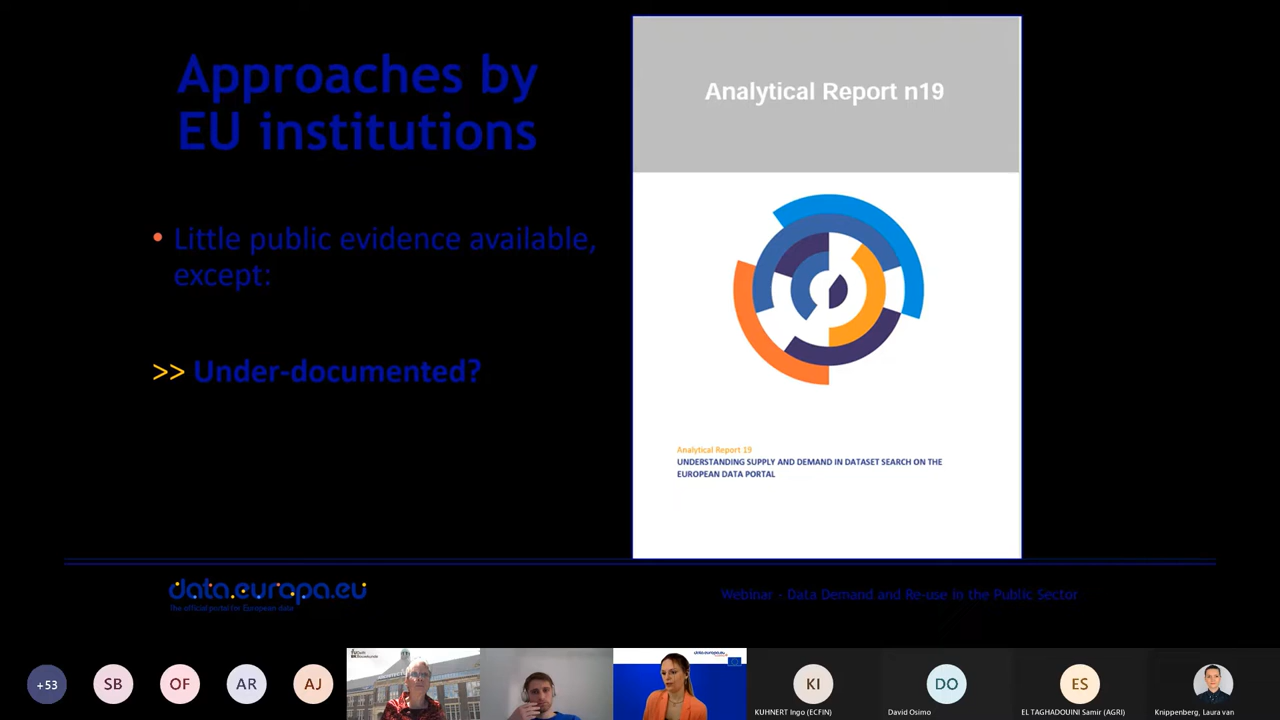 Approaches by
EU institutions
• Little public evidence available,
except:
>> Under-documented?
Analytical Report n19
Analytical Report 19
UNDERSTANDING SUPPLY AND DEMAND IN DATASET SEARCH ON THE
EUROPEAN DATA PORTAL
data.europa.eu
The official portal for European data
Webinar - Data Demand and Re-use in the Public Sector
+53
SB
OF
AR
AJ
data.europa.eu
KI
DO
ES
KUHNERT Ingo (ECFIN)
David Osimo
EL TAGHADOUINI Samir (AGRI)
Knippenberg, Laura van